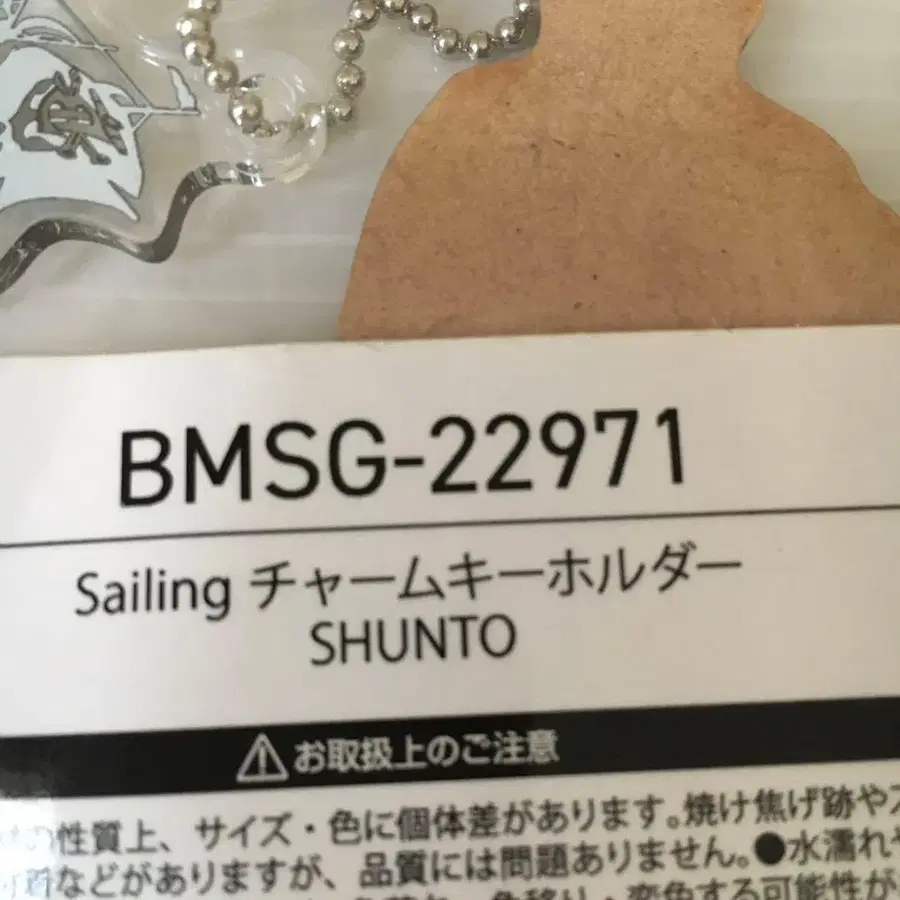 BMSG-22971
Sailing チャームキーホルダー
SHUNTO
お取扱上のご注意
の性質上、サイズ・色に個体差があります。焼け焦げ跡や
などがありますが、品質には問題ありません。●水濡れ
色移り・変色する可能性が